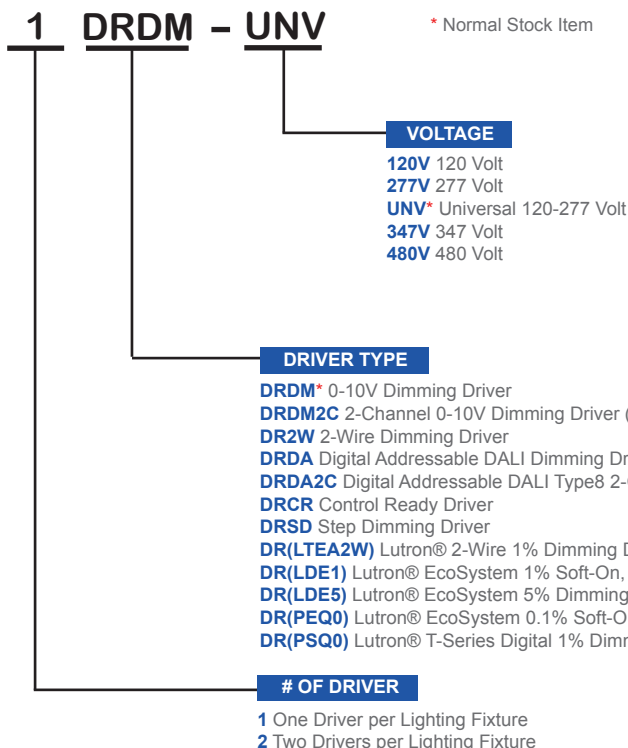 1 DRDM – UNV
* Normal Stock Item
VOLTAGE
120V 120 Volt
277V 277 Volt
UNV* Universal 120-277 Volt
347V 347 Volt
480V 480 Volt
DRIVER TYPE
DRDM* 0-10V Dimming Driver
DRDM2C 2-Channel 0-10V Dimming Driver (
DR2W 2-Wire Dimming Driver
DRDA Digital Addressable DALI Dimming Dr
DRDA2C Digital Addressable DALI Type8 2-
DRCR Control Ready Driver
DRSD Step Dimming Driver
DR(LTEA2W) Lutron® 2-Wire 1% Dimming D
DR(LDE1) Lutron® EcoSystem 1% Soft-On,
DR(LDE5) Lutron® EcoSystem 5% Dimming
DR(PEQ0) Lutron® EcoSystem 0.1% Soft-O
DR(PSQ0) Lutron® T-Series Digital 1% Dimm
# OF DRIVER
1 One Driver per Lighting Fixture
2 Two Drivers per Lighting Fixture